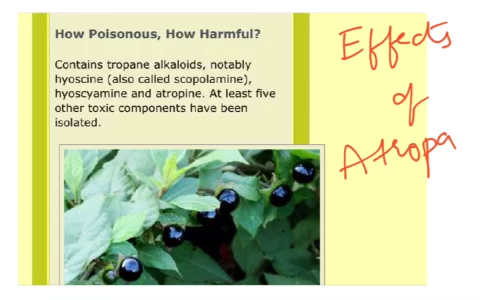 How Poisonous, How Harmful?
Contains tropane alkaloids, notably
hyoscine (also called scopolamine),
hyoscyamine and atropine. At least five
other toxic components have been
isolated.
Effects
of
Atropa